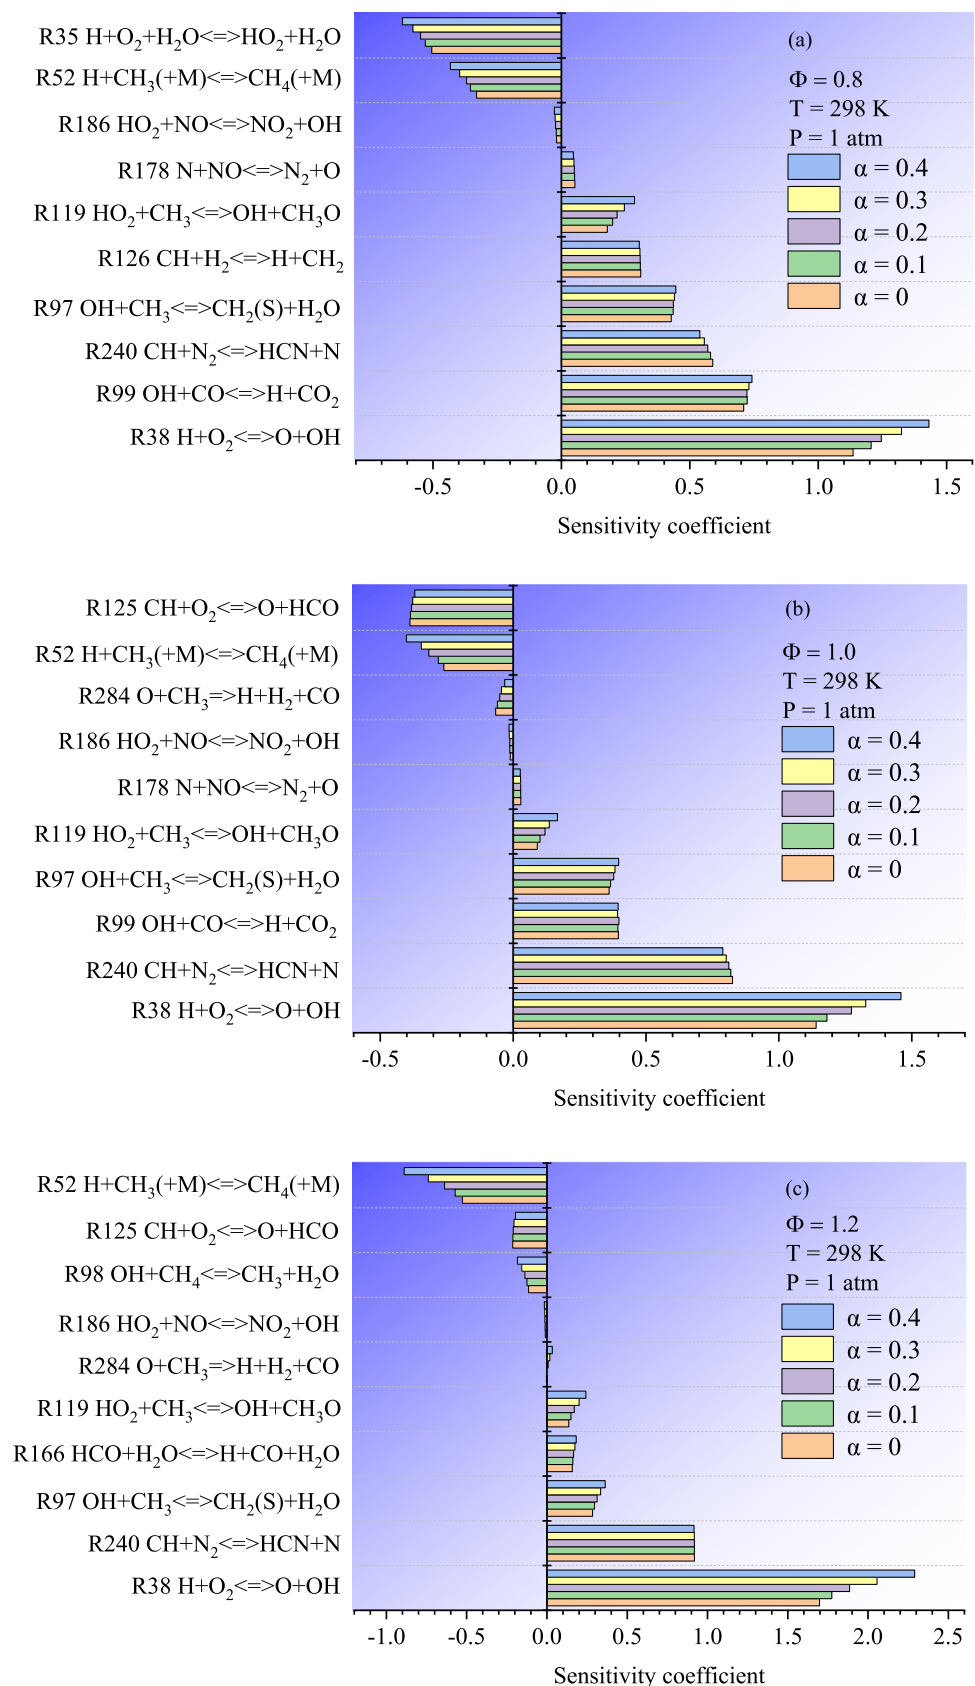 (a)
R35 H+O₂+H₂O<=>HO₂+H₂O
R52 H+CH₃(+M)<=>CH₄(+M)
R186 HO₂+NO<=>NO₂+OH
R178 N+NO<=>N₂+O
R119 HO₂+CH₃<=>OH+CH₃O
R126 CH+H₂<=>H+CH₂
R97 OH+CH₃<=>CH₂(S)+H₂O
R240 CH+N₂<=>HCN+N
R99 OH+CO<=>H+CO₂
R38 H+O₂<=>O+OH
Φ = 0.8
T = 298 K
P = 1 atm
α = 0.4
α = 0.3
α = 0.2
α = 0.1
α = 0
-0.5 0.0 0.5 1.0 1.5
Sensitivity coefficient
(b)
R125 CH+O₂<=>O+HCO
R52 H+CH₃(+M)<=>CH₄(+M)
R284 O+CH₃=>H+H₂+CO
R186 HO₂+NO<=>NO₂+OH
R178 N+NO<=>N₂+O
R119 HO₂+CH₃<=>OH+CH₃O
R97 OH+CH₃<=>CH₂(S)+H₂O
R99 OH+CO<=>H+CO₂
R240 CH+N₂<=>HCN+N
R38 H+O₂<=>O+OH
Φ = 1.0
T = 298 K
P = 1 atm
α = 0.4
α = 0.3
α = 0.2
α = 0.1
α = 0
-0.5 0.0 0.5 1.0 1.5
Sensitivity coefficient
(c)
R52 H+CH₃(+M)<=>CH₄(+M)
R125 CH+O₂<=>O+HCO
R98 OH+CH₄<=>CH₃+H₂O
R186 HO₂+NO<=>NO₂+OH
R284 O+CH₃=>H+H₂+CO
R119 HO₂+CH₃<=>OH+CH₃O
R166 HCO+H₂O<=>H+CO+H₂O
R97 OH+CH₃<=>CH₂(S)+H₂O
R240 CH+N₂<=>HCN+N
R38 H+O₂<=>O+OH
Φ = 1.2
T = 298 K
P = 1 atm
α = 0.4
α = 0.3
α = 0.2
α = 0.1
α = 0
-1.0 -0.5 0.0 0.5 1.0 1.5 2.0 2.5
Sensitivity coefficient